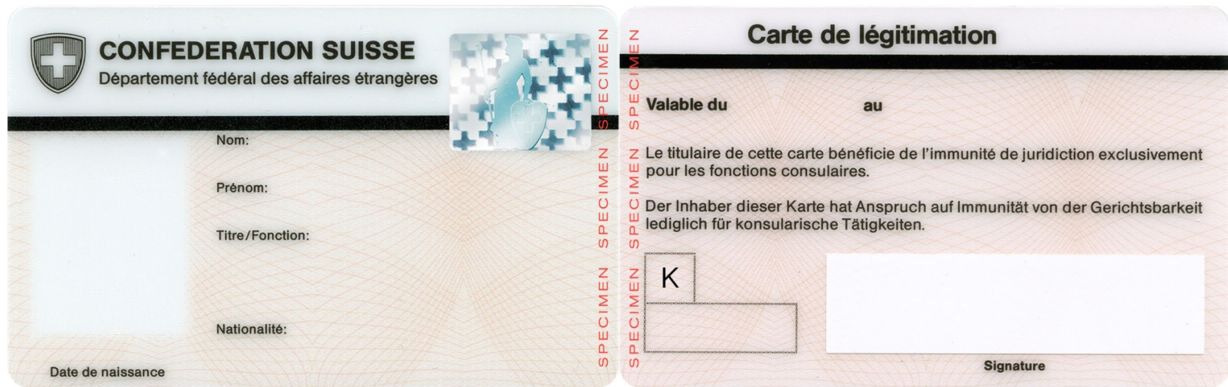 CONFEDERATION SUISSE
Département fédéral des affaires étrangères
Nom:
Prénom:
Titre/Fonction:
Nationalité:
Date de naissance
SPECIMEN SPECIMEN SPECIMEN
SPECIMEN SPECIMEN SPECIMEN
Carte de légitimation
Valable du au
Le titulaire de cette carte bénéficie de l'immunité de juridiction exclusivement
pour les fonctions consulaires.
Der Inhaber dieser Karte hat Anspruch auf Immunität von der Gerichtsbarkeit
lediglich für konsularische Tätigkeiten.
K
Signature